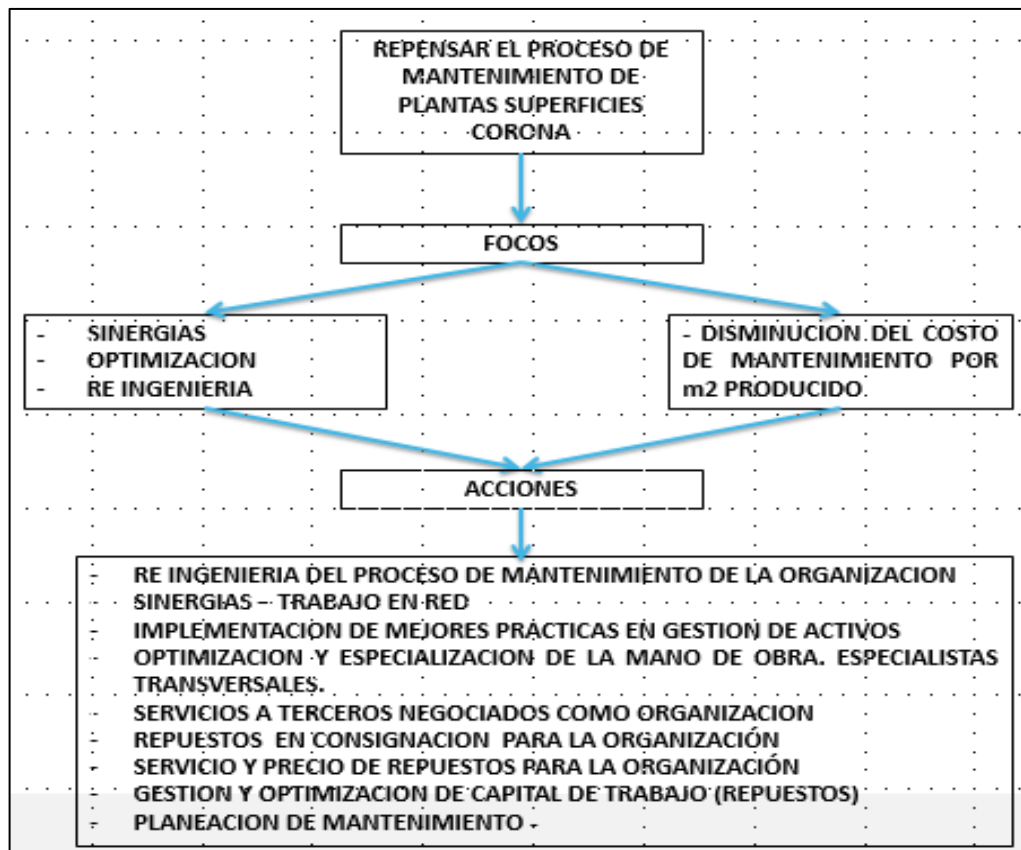 REPENSAR EL PROCESO DE
MANTENIMIENTO DE
PLANTAS SUPERFICIES
CORONA
FOCOS
- SINERGIAS
- OPTIMIZACION
- RE INGENIERIA
- DISMINUCION DEL COSTO
DE MANTENIMIENTO POR
m2 PRODUCIDO
ACCIONES
- RE INGENIERIA DEL PROCESO DE MANTENIMIENTO DE LA ORGANIZACION
- SINERGIAS – TRABAJO EN RED
- IMPLEMENTACION DE MEJORES PRÁCTICAS EN GESTION DE ACTIVOS
- OPTIMIZACION Y ESPECIALIZACION DE LA MANO DE OBRA. ESPECIALISTAS
TRANSVERSALES.
- SERVICIOS A TERCEROS NEGOCIADOS COMO ORGANIZACION
- REPUESTOS EN CONSIGNACION PARA LA ORGANIZACIÓN
- SERVICIO Y PRECIO DE REPUESTOS PARA LA ORGANIZACIÓN
- GESTION Y OPTIMIZACION DE CAPITAL DE TRABAJO (REPUESTOS)
- PLANEACION DE MANTENIMIENTO -